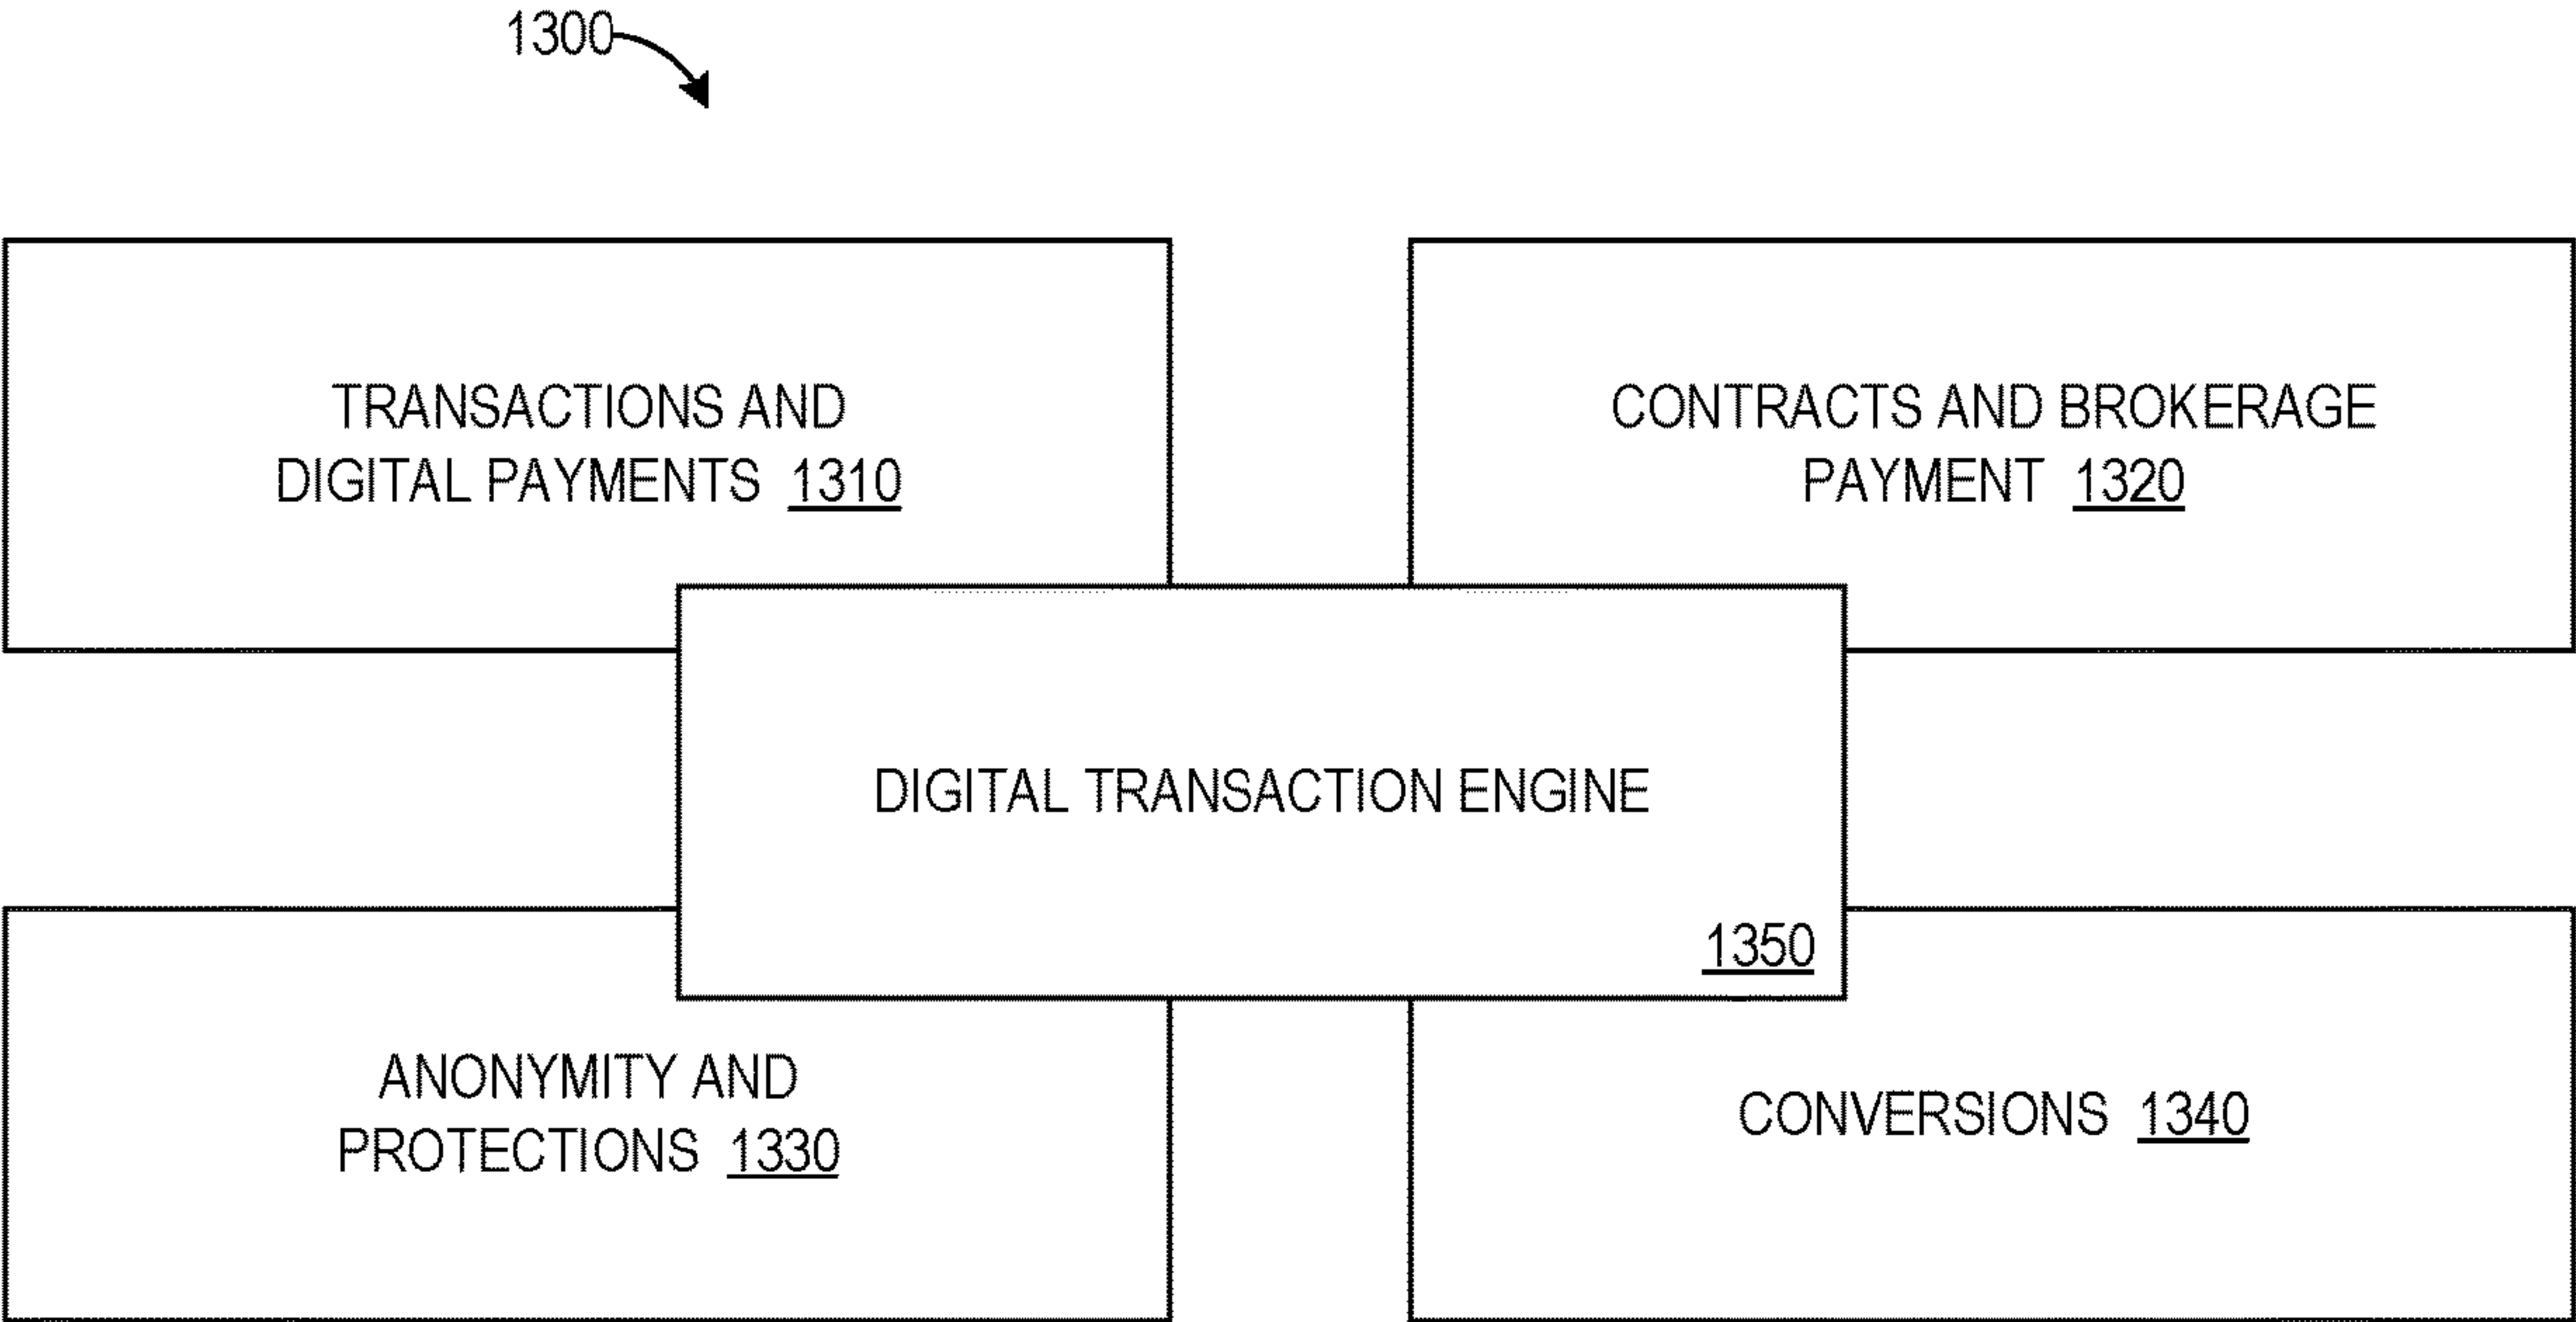 1300
TRANSACTIONS AND
DIGITAL PAYMENTS 1310
CONTRACTS AND BROKERAGE
PAYMENT 1320
DIGITAL TRANSACTION ENGINE
1350
ANONYMITY AND
PROTECTIONS 1330
CONVERSIONS 1340